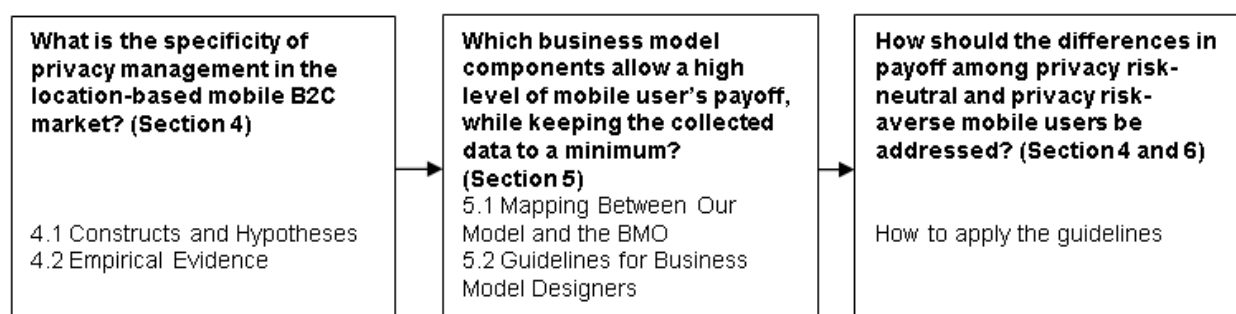 What is the specificity of
privacy management in the
location-based mobile B2C
market? (Section 4)
4.1 Constructs and Hypotheses
4.2 Empirical Evidence
Which business model
components allow a high
level of mobile user's payoff,
while keeping the collected
data to a minimum?
(Section 5)
5.1 Mapping Between Our
Model and the BMO
5.2 Guidelines for Business
Model Designers
How should the differences in
payoff among privacy risk-
neutral and privacy risk-
averse mobile users be
addressed? (Section 4 and 6)
How to apply the guidelines